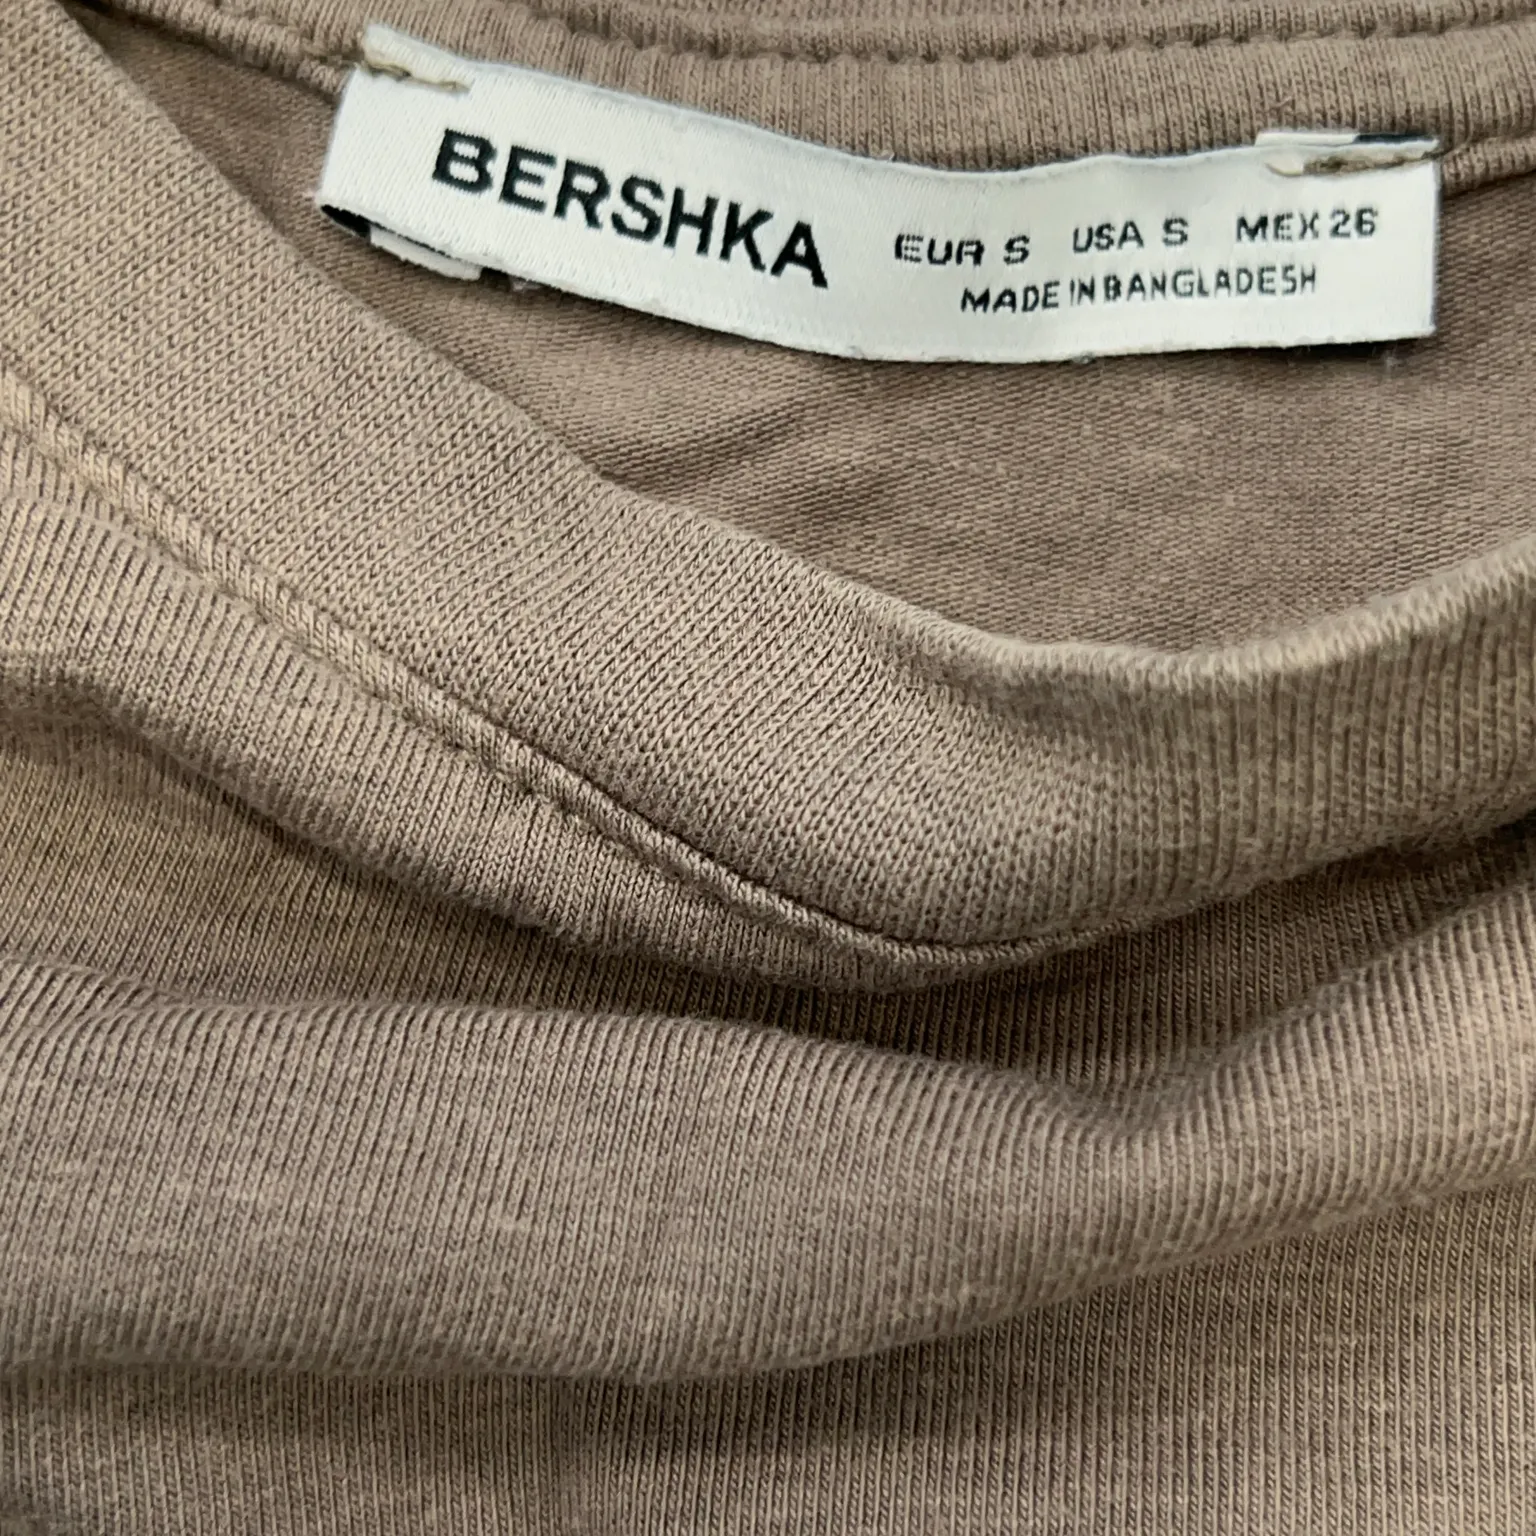 BERSHKA
EUR S USA S MEX 26
MADE IN BANGLADESH